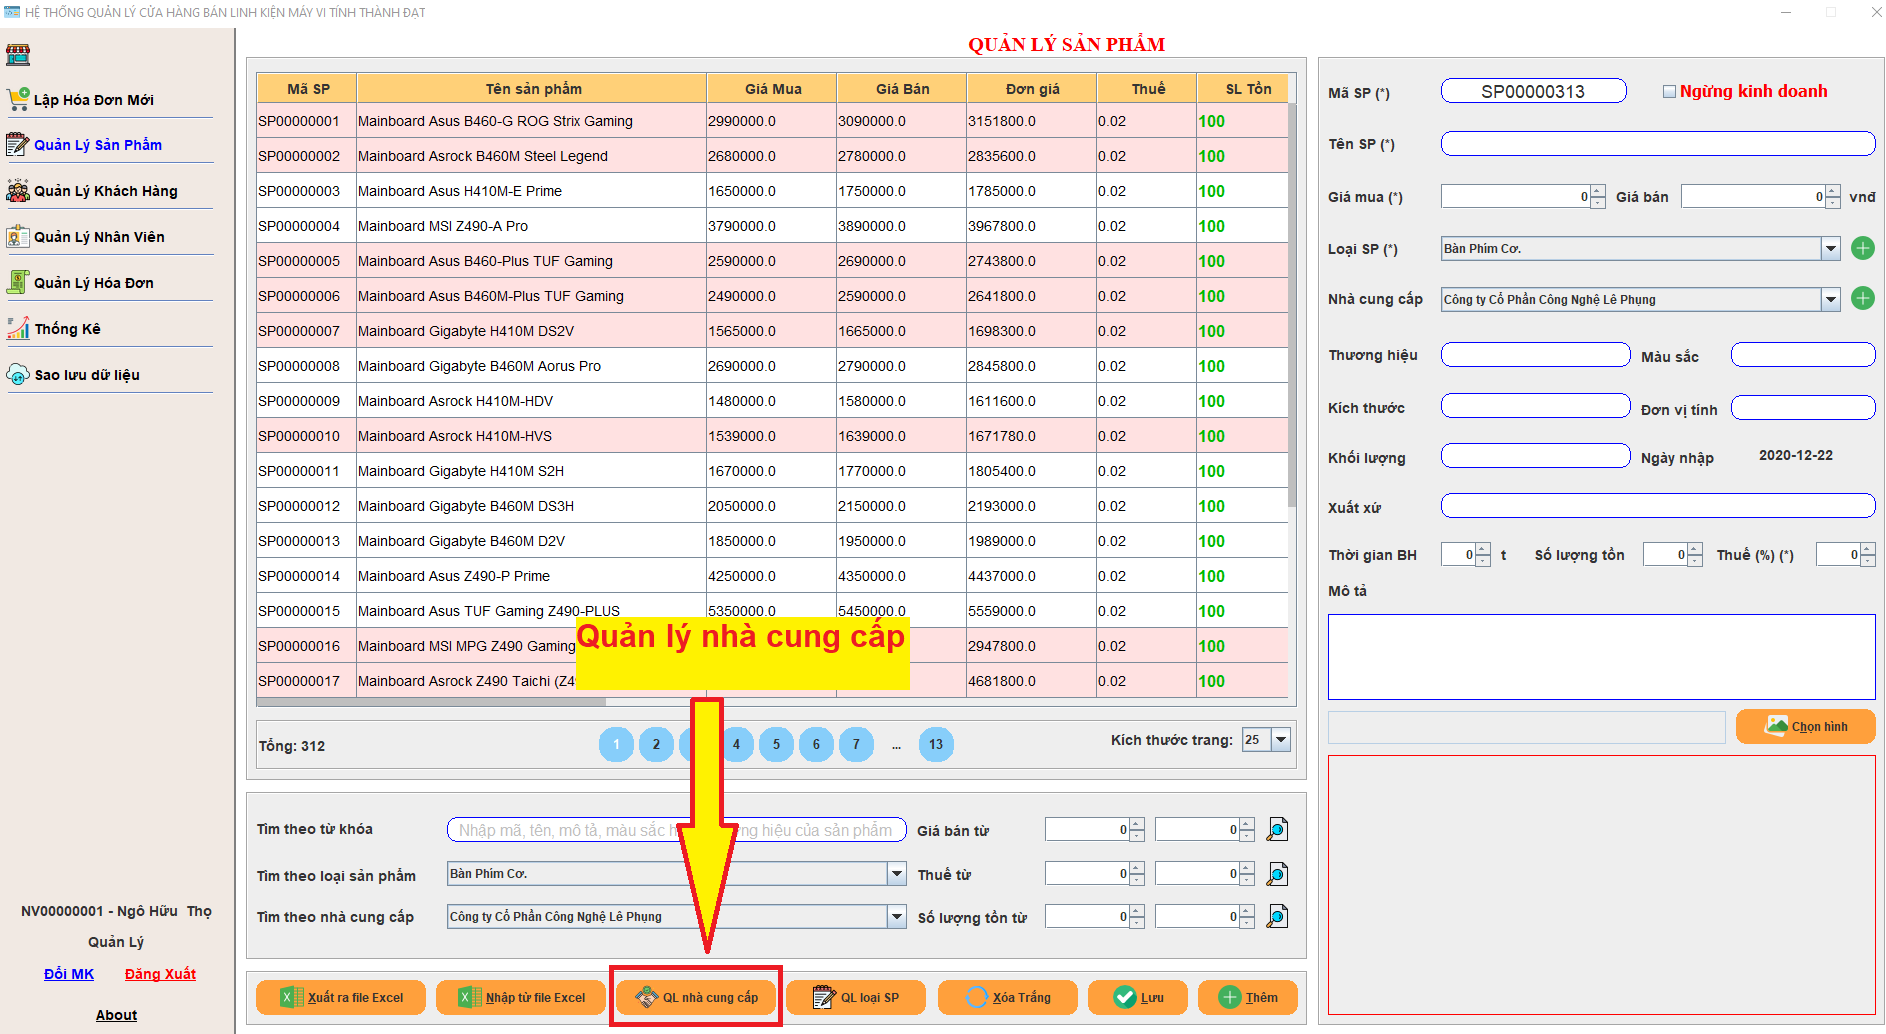 HỆ THỐNG QUẢN LÝ CỬA HÀNG BÁN LINH KIỆN MÁY VI TÍNH THÀNH ĐẠT
Lập Hóa Đơn Mới
Quản Lý Sản Phẩm
Quản Lý Khách Hàng
Quản Lý Nhân Viên
Quản Lý Hóa Đơn
Thống Kê
Sao lưu dữ liệu
NV00000001 - Ngô Hữu Thọ
Quản Lý
Đổi MK Đăng Xuất
About
QUẢN LÝ SẢN PHẨM
Mã SP Tên sản phẩm Giá Mua Giá Bán Đơn giá Thuế SL Tồn
SP00000001 Mainboard Asus B460-G ROG Strix Gaming 2990000.0 3090000.0 3151800.0 0.02 100
SP00000002 Mainboard Asrock B460M Steel Legend 2680000.0 2780000.0 2835600.0 0.02 100
SP00000003 Mainboard Asus H410M-E Prime 1650000.0 1750000.0 1785000.0 0.02 100
SP00000004 Mainboard MSI Z490-A Pro 3790000.0 3890000.0 3967800.0 0.02 100
SP00000005 Mainboard Asus B460-Plus TUF Gaming 2590000.0 2690000.0 2743800.0 0.02 100
SP00000006 Mainboard Asus B460M-Plus TUF Gaming 2490000.0 2590000.0 2641800.0 0.02 100
SP00000007 Mainboard Gigabyte H410M DS2V 1565000.0 1665000.0 1698300.0 0.02 100
SP00000008 Mainboard Gigabyte B460M Aorus Pro 2690000.0 2790000.0 2845800.0 0.02 100
SP00000009 Mainboard Asrock H410M-HDV 1480000.0 1580000.0 1611600.0 0.02 100
SP00000010 Mainboard Asrock H410M-HVS 1539000.0 1639000.0 1671780.0 0.02 100
SP00000011 Mainboard Gigabyte H410M S2H 1670000.0 1770000.0 1805400.0 0.02 100
SP00000012 Mainboard Gigabyte B460M DS3H 2050000.0 2150000.0 2193000.0 0.02 100
SP00000013 Mainboard Gigabyte B460M D2V 1850000.0 1950000.0 1989000.0 0.02 100
SP00000014 Mainboard Asus Z490-P Prime 4250000.0 4350000.0 4437000.0 0.02 100
SP00000015 Mainboard Asus TUF Gaming Z490-PLUS 5350000.0 5450000.0 5559000.0 0.02 100
SP00000016 Mainboard MSI MPG Z490 Gaming 2947800.0 0.02 100
SP00000017 Mainboard Asrock Z490 Taichi 4681800.0 0.02 100
Quản lý nhà cung cấp
Tổng: 312 1 2 4 5 6 7 ... 13 Kích thước trang: 25
Tìm theo từ khóa Nhập mã, tên, mô tả, màu sắc hiệu của sản phẩm Giá bán từ 0 0
Tìm theo loại sản phẩm Bàn Phím Cơ. Thuế từ 0 0
Tìm theo nhà cung cấp Công ty Cổ Phần Công Nghệ Lê Phụng Số lượng tồn từ 0 0
Xuất ra file Excel Nhập từ file Excel QL nhà cung cấp QL loại SP Xóa Trắng Lưu Thêm
Mã SP (*) SP00000313 Ngừng kinh doanh
Tên SP (*)
Giá mua (*) 0 Giá bán 0 vnđ
Loại SP (*) Bàn Phím Cơ.
Nhà cung cấp Công ty Cổ Phần Công Nghệ Lê Phụng
Thương hiệu Màu sắc
Kích thước Đơn vị tính
Khối lượng Ngày nhập 2020-12-22
Xuất xứ
Thời gian BH 0 t Số lượng tồn 0 Thuế (%) (*) 0
Mô tả
Chọn hình